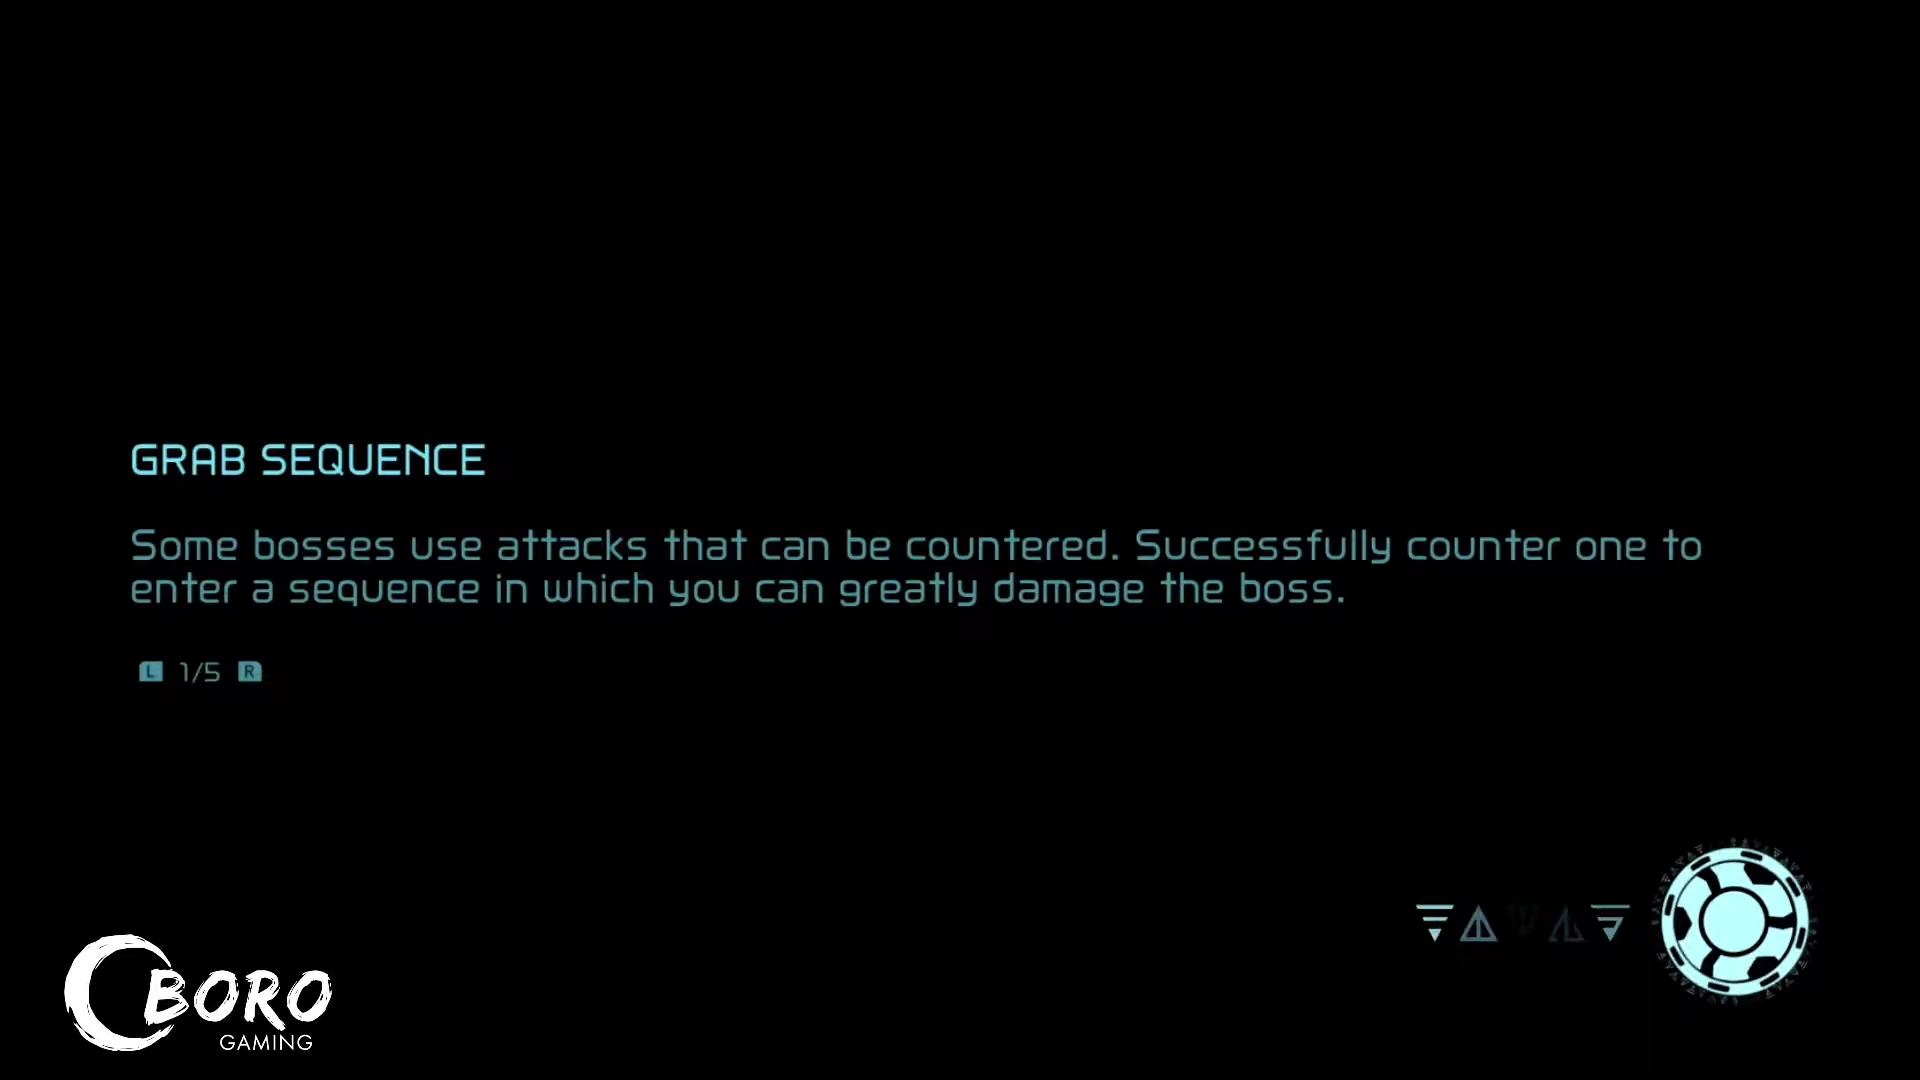 GRAB SEQUENCE
Some bosses use attacks that can be countered. Successfully counter one to
enter a sequence in which you can greatly damage the boss.
L 1/5 R
BORO
GAMING